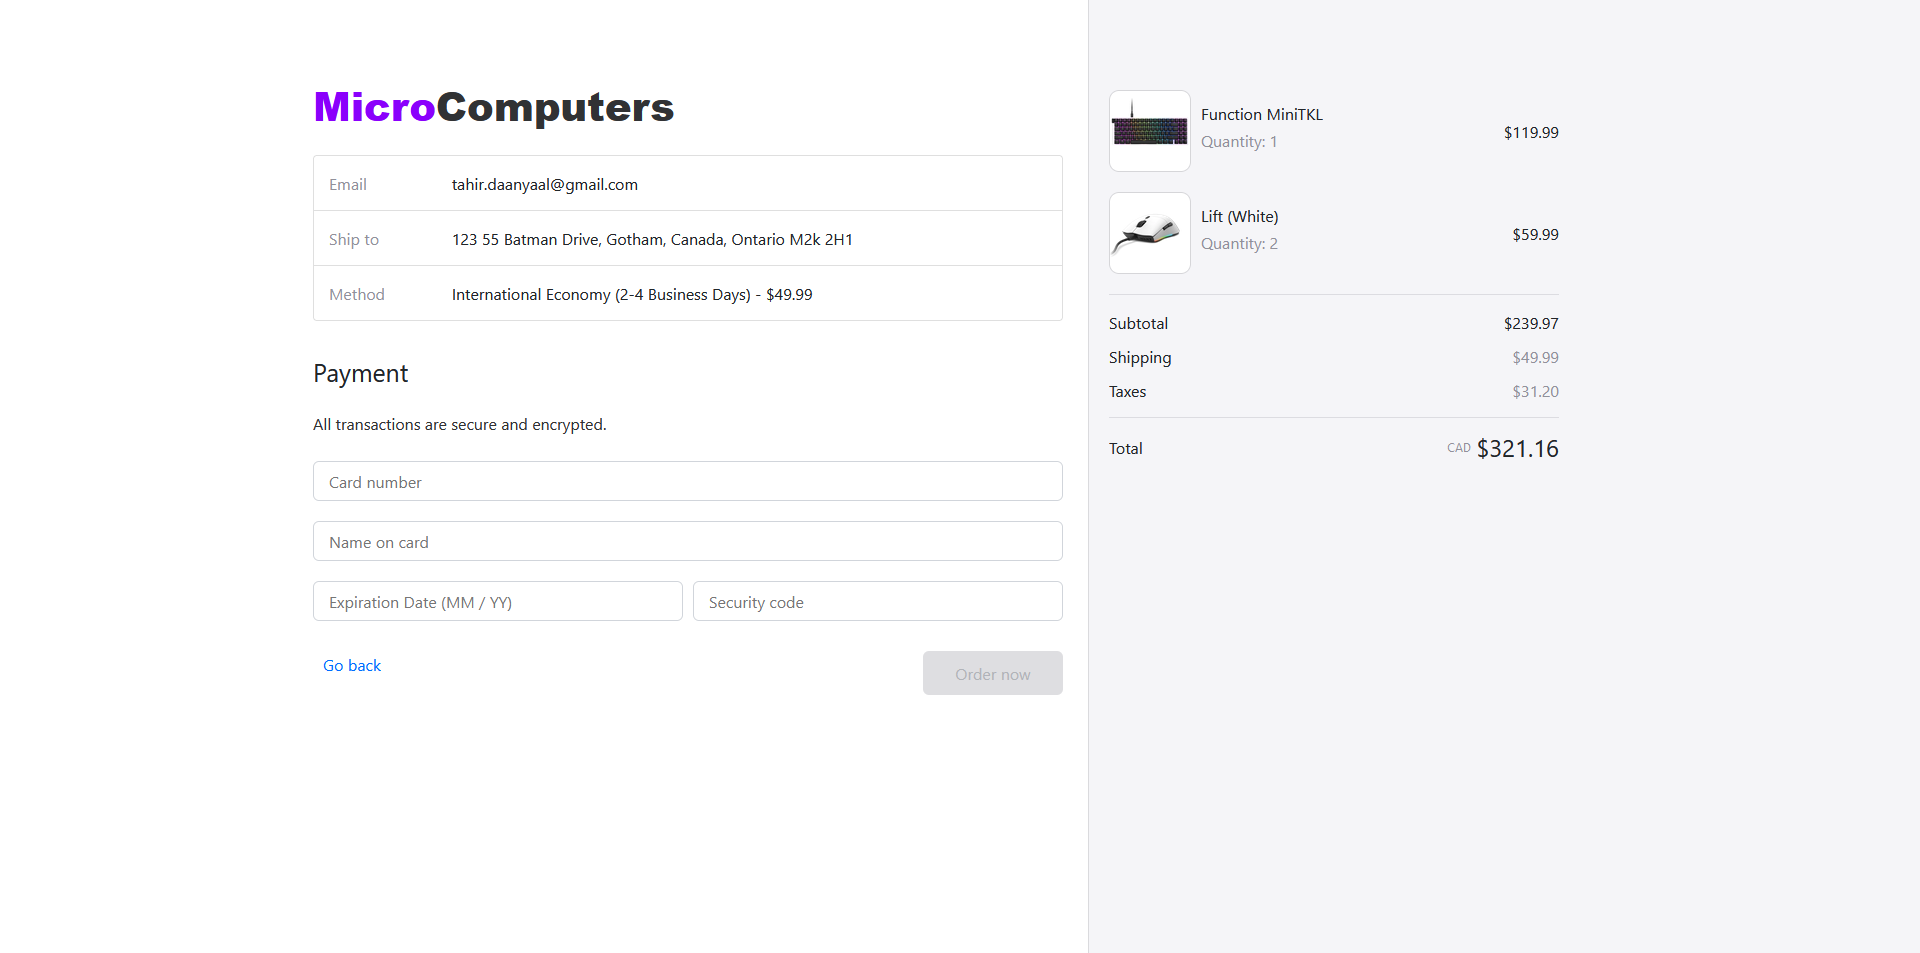 MicroComputers
Email tahir.daanyaal@gmail.com
Ship to 123 55 Batman Drive, Gotham, Canada, Ontario M2k 2H1
Method International Economy (2-4 Business Days) - $49.99
Payment
All transactions are secure and encrypted.
Card number
Name on card
Expiration Date (MM / YY) Security code
Go back Order now
Function MiniTKL
Quantity: 1
$119.99
Lift (White)
Quantity: 2
$59.99
Subtotal $239.97
Shipping $49.99
Taxes $31.20
Total CAD $321.16